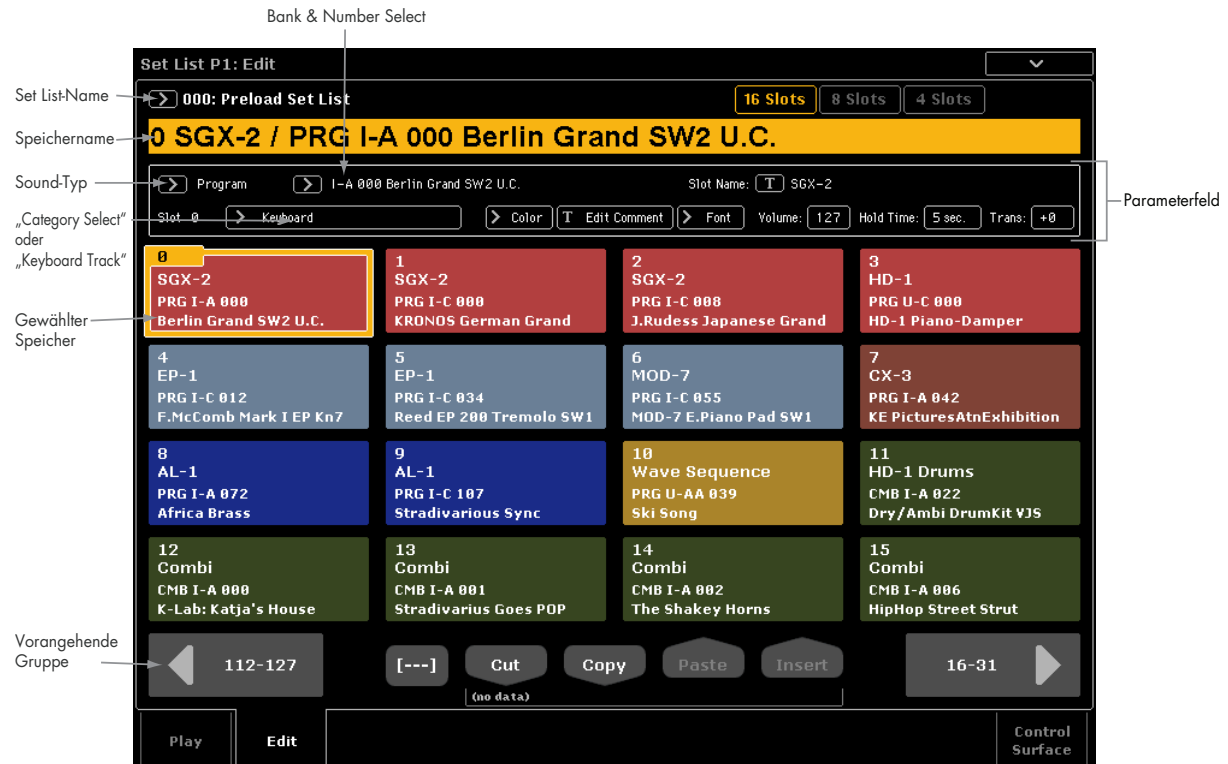 Bank & Number Select
Set List P1: Edit
Set List-Name
000: Preload Set List
16 Slots
8 Slots
4 Slots
Speichername
0 SGX-2 / PRG I-A 000 Berlin Grand SW2 U.C.
Sound-Typ
Program
I-A 000 Berlin Grand SW2 U.C.
Slot Name:
T
SGX-2
Parameterfeld
„Category Select“
oder
„Keyboard Track“
Slot 0
Keyboard
Color
T Edit Comment
Font
Volume: 127
Hold Time: 5 sec.
Trans: +0
0
SGX-2
PRG I-A 000
Berlin Grand SW2 U.C.
1
SGX-2
PRG I-C 000
KRONOS German Grand
2
SGX-2
PRG I-C 008
J.Rudess Japanese Grand
3
HD-1
PRG U-C 000
HD-1 Piano-Damper
Gewählter
Speicher
4
EP-1
PRG I-C 012
F.McComb Mark I EP Kn7
5
EP-1
PRG I-C 034
Reed EP 200 Tremolo SW1
6
MOD-7
PRG I-C 055
MOD-7 E.Piano Pad SW1
7
CX-3
PRG I-A 042
KE PicturesAtnExhibition
8
AL-1
PRG I-A 072
Africa Brass
9
AL-1
PRG I-C 107
Stradivarious Sync
10
Wave Sequence
PRG U-AA 039
Ski Song
11
HD-1 Drums
CMB I-A 022
Dry/Ambi DrumKit VJS
12
Combi
CMB I-A 000
K-Lab: Katja's House
13
Combi
CMB I-A 001
Stradivarius Goes POP
14
Combi
CMB I-A 002
The Shakey Horns
15
Combi
CMB I-A 006
HipHop Street Strut
Vorangehende
Gruppe
112-127
[---]
Cut
Copy
Paste
Insert
16-31
(no data)
Play
Edit
Control
Surface